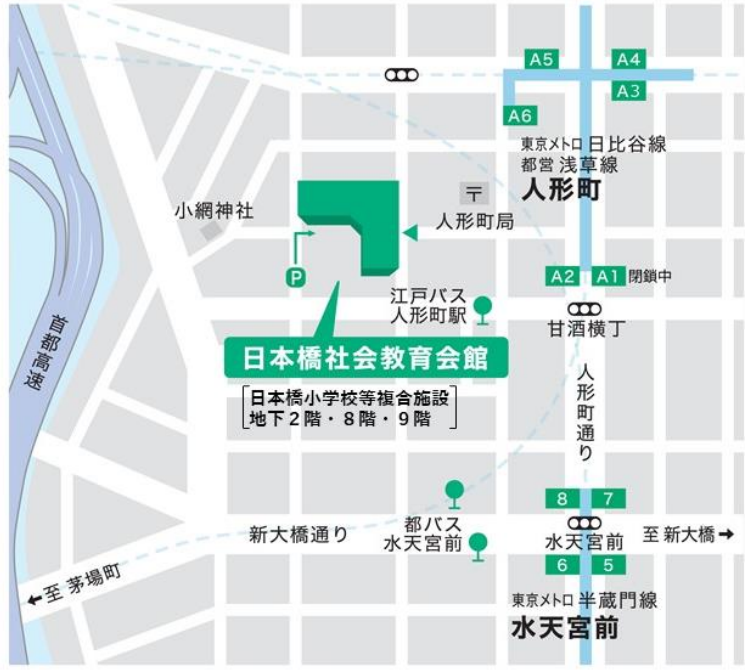 A5
A4
A3
A6
東京メトロ 日比谷線
都営 浅草線
人形町
〒
人形町局
小網神社
P
A2
A1 閉鎖中
江戸バス
人形町駅
甘酒横丁
首都高速
日本橋社会教育会館
日本橋小学校等複合施設
地下2階・8階・9階
人形町通り
8
7
都バス
水天宮前
新大橋通り
水天宮前
至 新大橋→
6
5
←至 茅場町
東京メトロ 半蔵門線
水天宮前